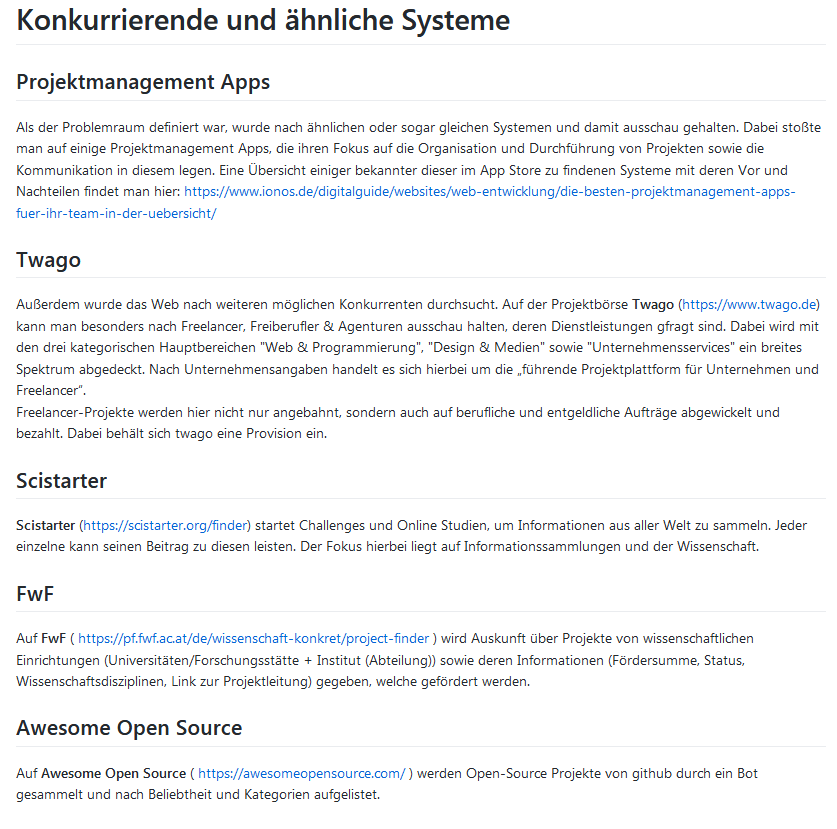 Konkurrierende und ähnliche Systeme
Projektmanagement Apps
Als der Problemraum definiert war, wurde nach ähnlichen oder sogar gleichen Systemen und damit ausschau gehalten. Dabei stoßte
man auf einige Projektmanagement Apps, die ihren Fokus auf die Organisation und Durchführung von Projekten sowie die
Kommunikation in diesem legen. Eine Übersicht einiger bekannter dieser im App Store zu findenen Systeme mit deren Vor und
Nachteilen findet man hier: https://www.ionos.de/digitalguide/websites/web-entwicklung/die-besten-projektmanagement-apps-
fuer-ihr-team-in-der-uebersicht/
Twago
Außerdem wurde das Web nach weiteren möglichen Konkurrenten durchsucht. Auf der Projektbörse Twago (https://www.twago.de)
kann man besonders nach Freelancer, Freiberufler & Agenturen ausschau halten, deren Dienstleistungen gfragt sind. Dabei wird mit
den drei kategorischen Hauptbereichen "Web & Programmierung", "Design & Medien" sowie "Unternehmensservices" ein breites
Spektrum abgedeckt. Nach Unternehmensangaben handelt es sich hierbei um die „führende Projektplattform für Unternehmen und
Freelancer“.
Freelancer-Projekte werden hier nicht nur angebahnt, sondern auch auf berufliche und entgeldliche Aufträge abgewickelt und
bezahlt. Dabei behält sich twago eine Provision ein.
Scistarter
Scistarter (https://scistarter.org/finder) startet Challenges und Online Studien, um Informationen aus aller Welt zu sammeln. Jeder
einzelne kann seinen Beitrag zu diesen leisten. Der Fokus hierbei liegt auf Informationssammlungen und der Wissenschaft.
FwF
Auf FwF ( https://pf.fwf.ac.at/de/wissenschaft-konkret/project-finder ) wird Auskunft über Projekte von wissenschaftlichen
Einrichtungen (Universitäten/Forschungsstätte + Institut (Abteilung)) sowie deren Informationen (Fördersumme, Status,
Wissenschaftsdisziplinen, Link zur Projektleitung) gegeben, welche gefördert werden.
Awesome Open Source
Auf Awesome Open Source ( https://awesomeopensource.com/ ) werden Open-Source Projekte von github durch ein Bot
gesammelt und nach Beliebtheit und Kategorien aufgelistet.